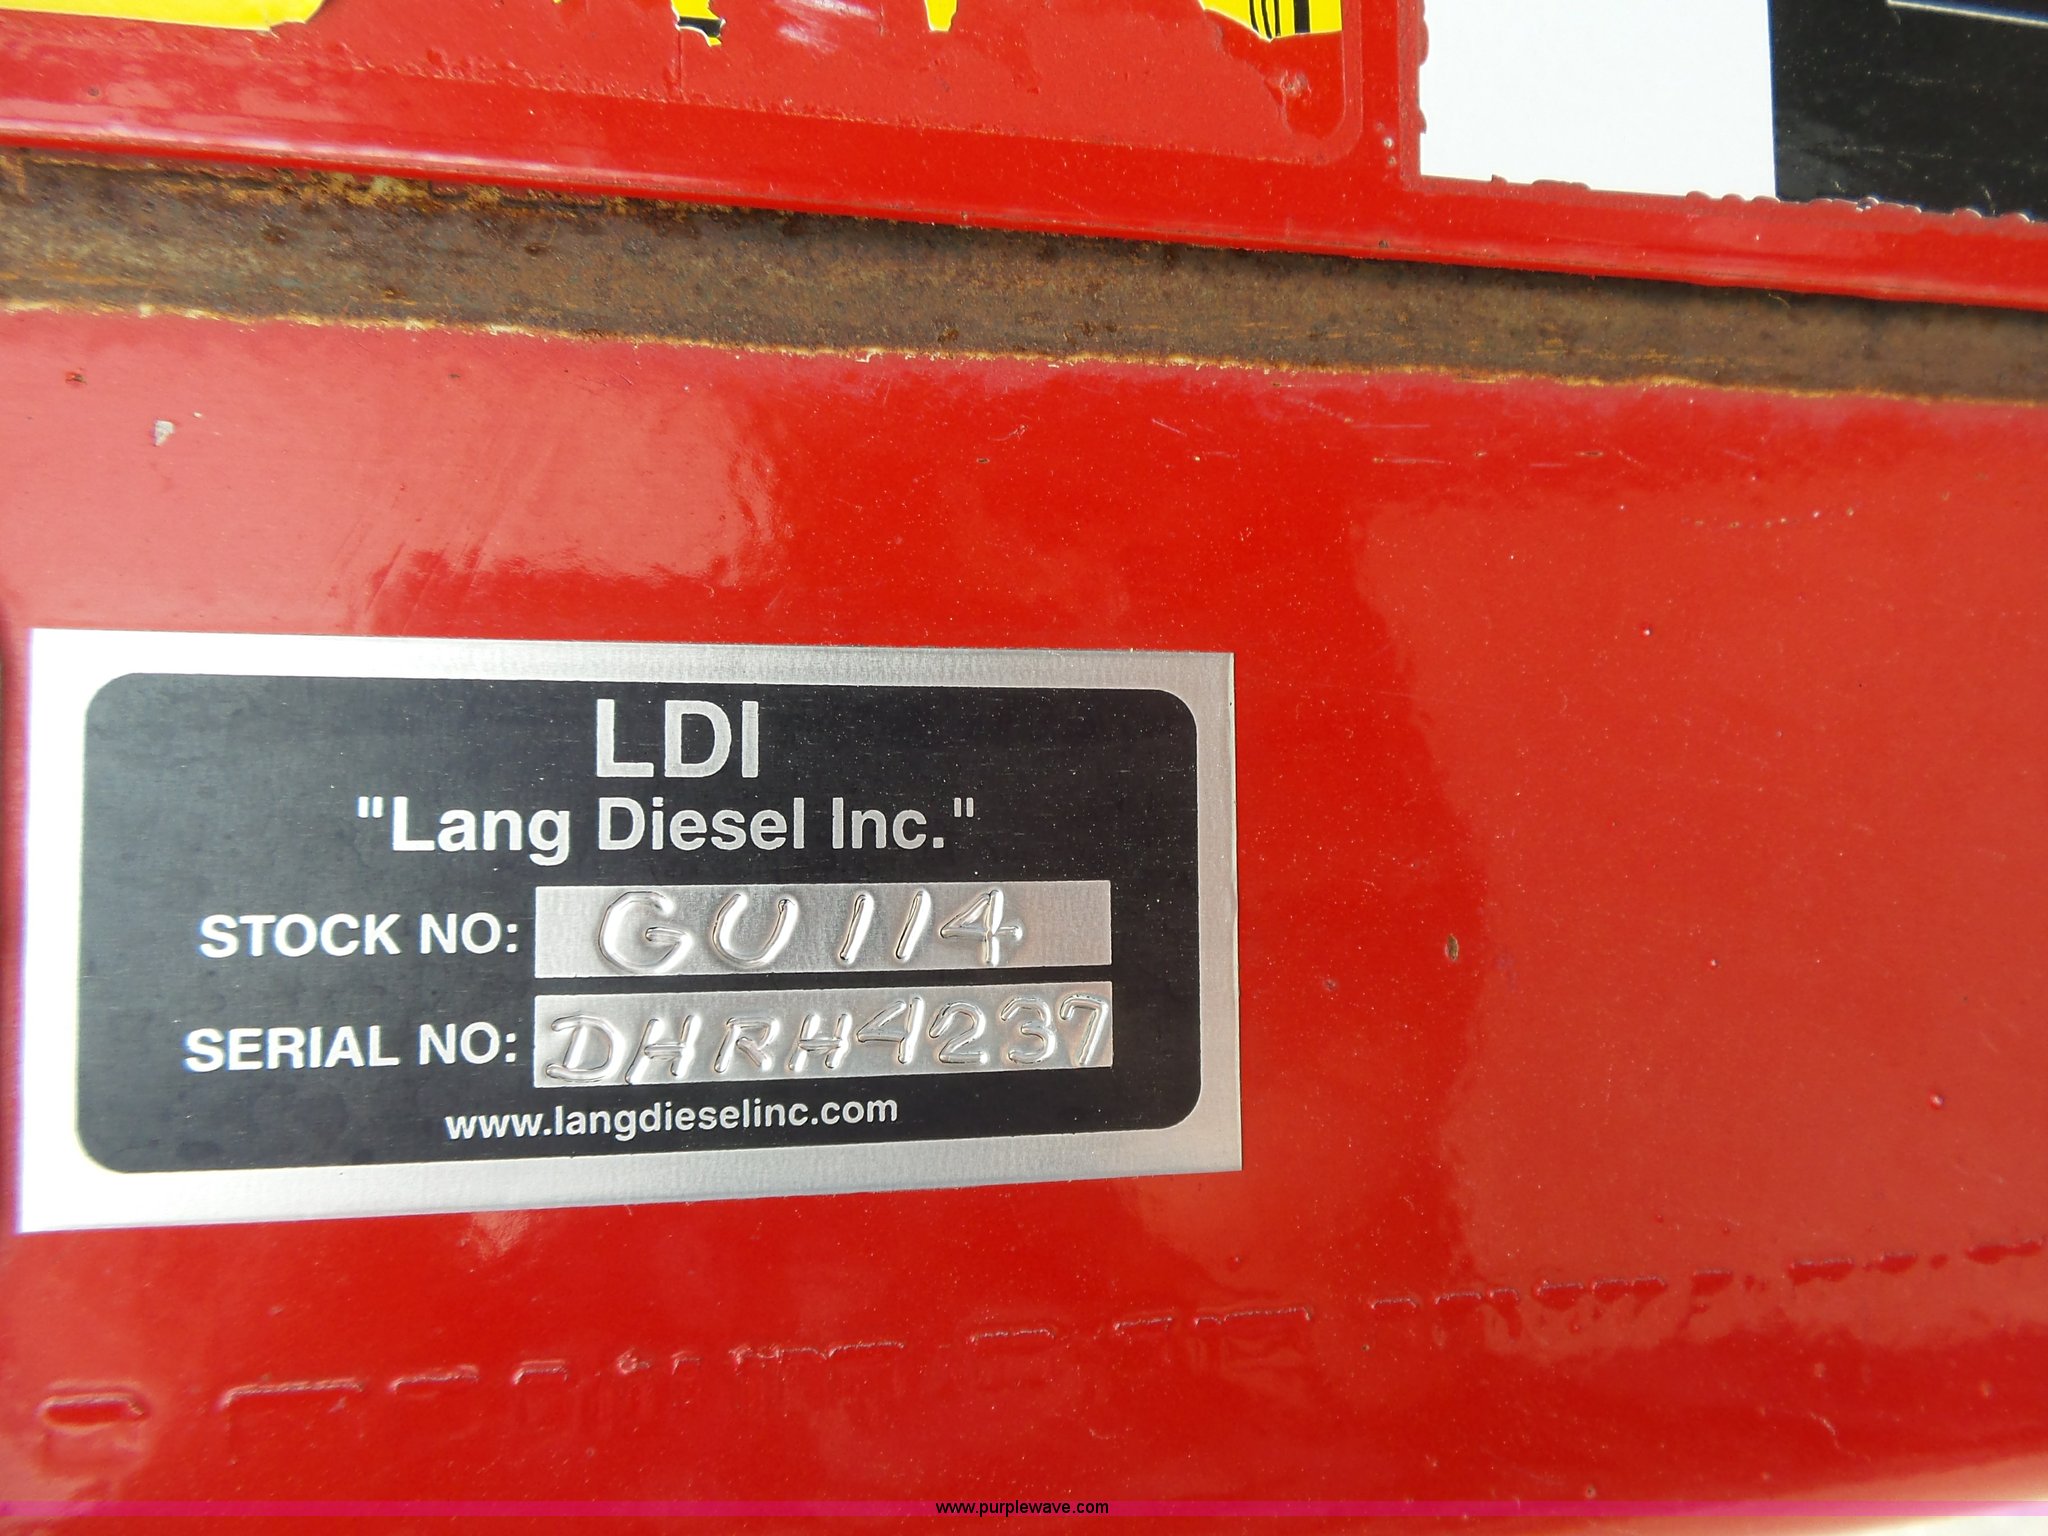 LDI
"Lang Diesel Inc."
STOCK NO: GU114
SERIAL NO: DHRH4237
www.langdieselinc.com
www.purplewave.com